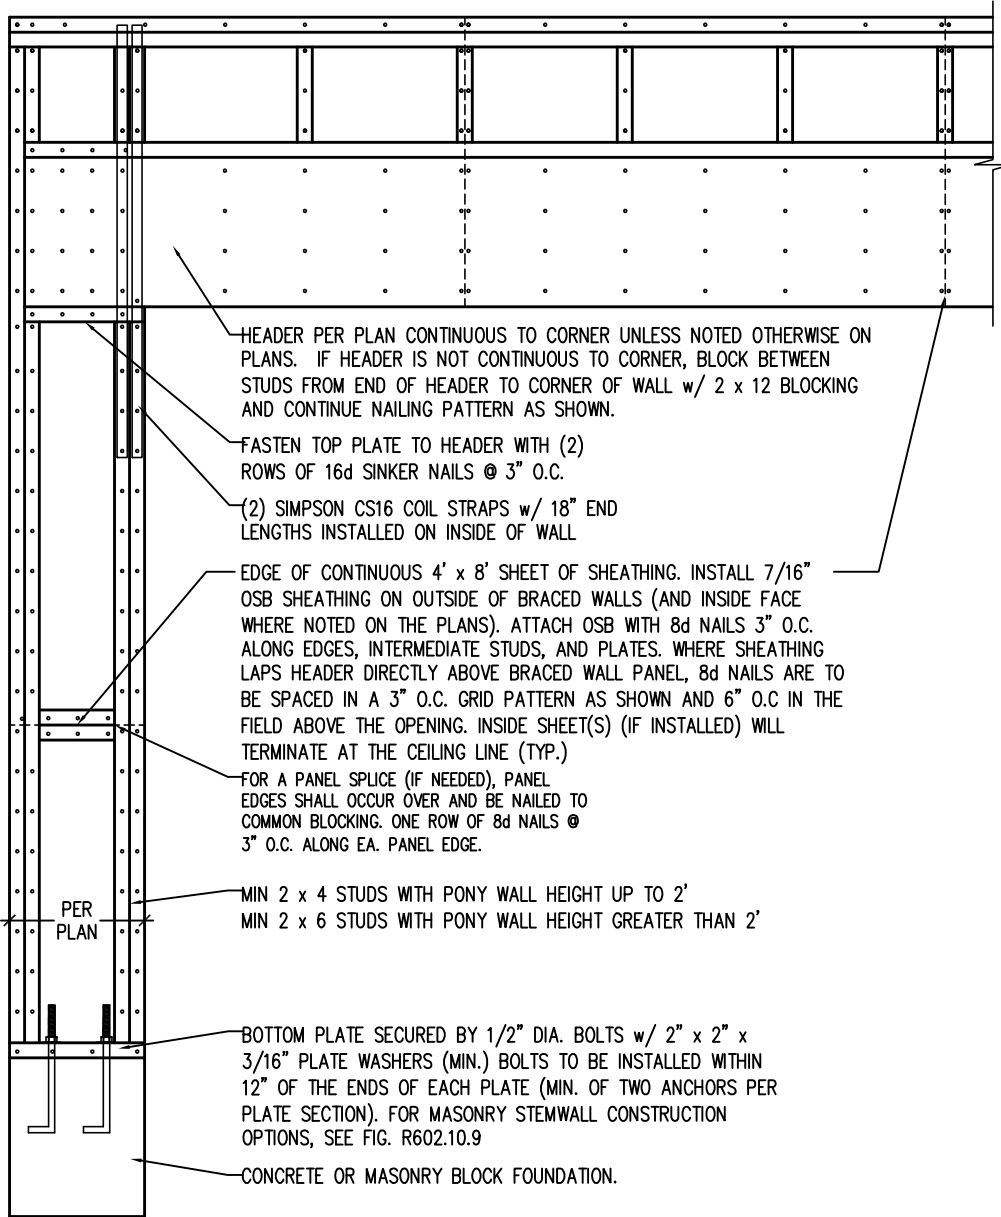 HEADER PER PLAN CONTINUOUS TO CORNER UNLESS NOTED OTHERWISE ON
PLANS. IF HEADER IS NOT CONTINUOUS TO CORNER, BLOCK BETWEEN
STUDS FROM END OF HEADER TO CORNER OF WALL w/ 2 x 12 BLOCKING
AND CONTINUE NAILING PATTERN AS SHOWN.
FASTEN TOP PLATE TO HEADER WITH (2)
ROWS OF 16d SINKER NAILS @ 3" O.C.
(2) SIMPSON CS16 COIL STRAPS w/ 18" END
LENGTHS INSTALLED ON INSIDE OF WALL
EDGE OF CONTINUOUS 4' x 8' SHEET OF SHEATHING. INSTALL 7/16"
OSB SHEATHING ON OUTSIDE OF BRACED WALLS (AND INSIDE FACE
WHERE NOTED ON THE PLANS). ATTACH OSB WITH 8d NAILS 3" O.C.
ALONG EDGES, INTERMEDIATE STUDS, AND PLATES. WHERE SHEATHING
LAPS HEADER DIRECTLY ABOVE BRACED WALL PANEL, 8d NAILS ARE TO
BE SPACED IN A 3" O.C. GRID PATTERN AS SHOWN AND 6" O.C IN THE
FIELD ABOVE THE OPENING. INSIDE SHEET(S) (IF INSTALLED) WILL
TERMINATE AT THE CEILING LINE (TYP.)
FOR A PANEL SPLICE (IF NEEDED), PANEL
EDGES SHALL OCCUR OVER AND BE NAILED TO
COMMON BLOCKING. ONE ROW OF 8d NAILS @
3" O.C. ALONG EA. PANEL EDGE.
MIN 2 x 4 STUDS WITH PONY WALL HEIGHT UP TO 2'
MIN 2 x 6 STUDS WITH PONY WALL HEIGHT GREATER THAN 2'
PER
PLAN
BOTTOM PLATE SECURED BY 1/2" DIA. BOLTS w/ 2" x 2" x
3/16" PLATE WASHERS (MIN.) BOLTS TO BE INSTALLED WITHIN
12" OF THE ENDS OF EACH PLATE (MIN. OF TWO ANCHORS PER
PLATE SECTION). FOR MASONRY STEMWALL CONSTRUCTION
OPTIONS, SEE FIG. R602.10.9
CONCRETE OR MASONRY BLOCK FOUNDATION.